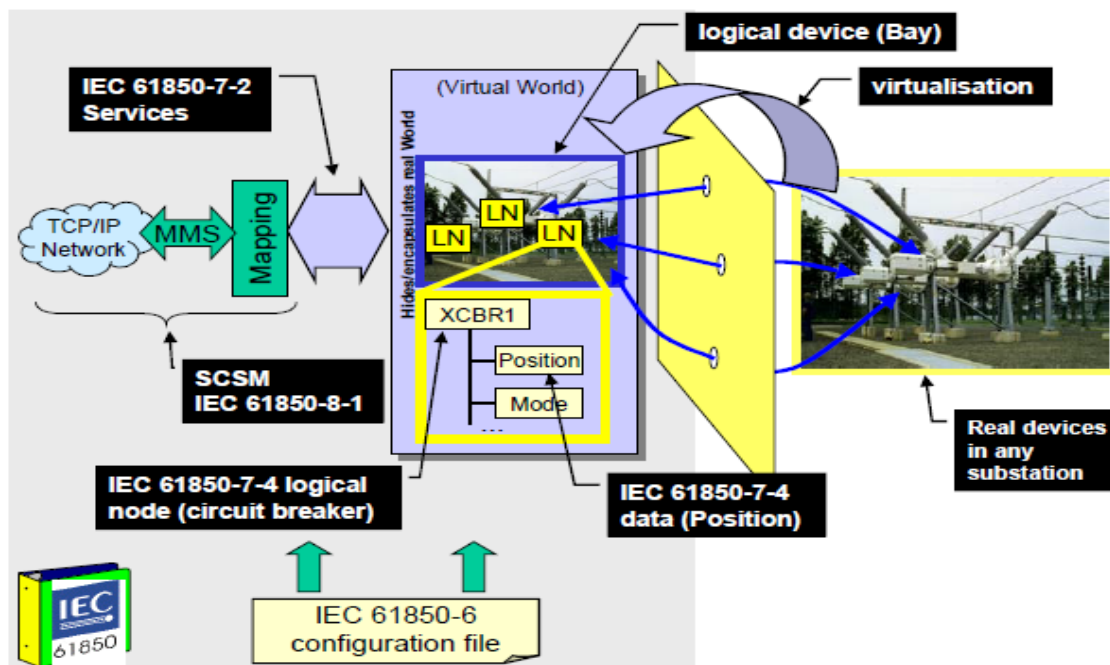 logical device (Bay)
IEC 61850-7-2
Services
(Virtual World)
virtualisation
Hides/encapsulates real World
TCP/IP
Network
MMS
Mapping
LN
LN
LN
XCBR1
Position
Mode
...
SCSM
IEC 61850-8-1
Real devices
in any
substation
IEC 61850-7-4 logical
node (circuit breaker)
IEC 61850-7-4
data (Position)
IEC
61850
IEC 61850-6
configuration file